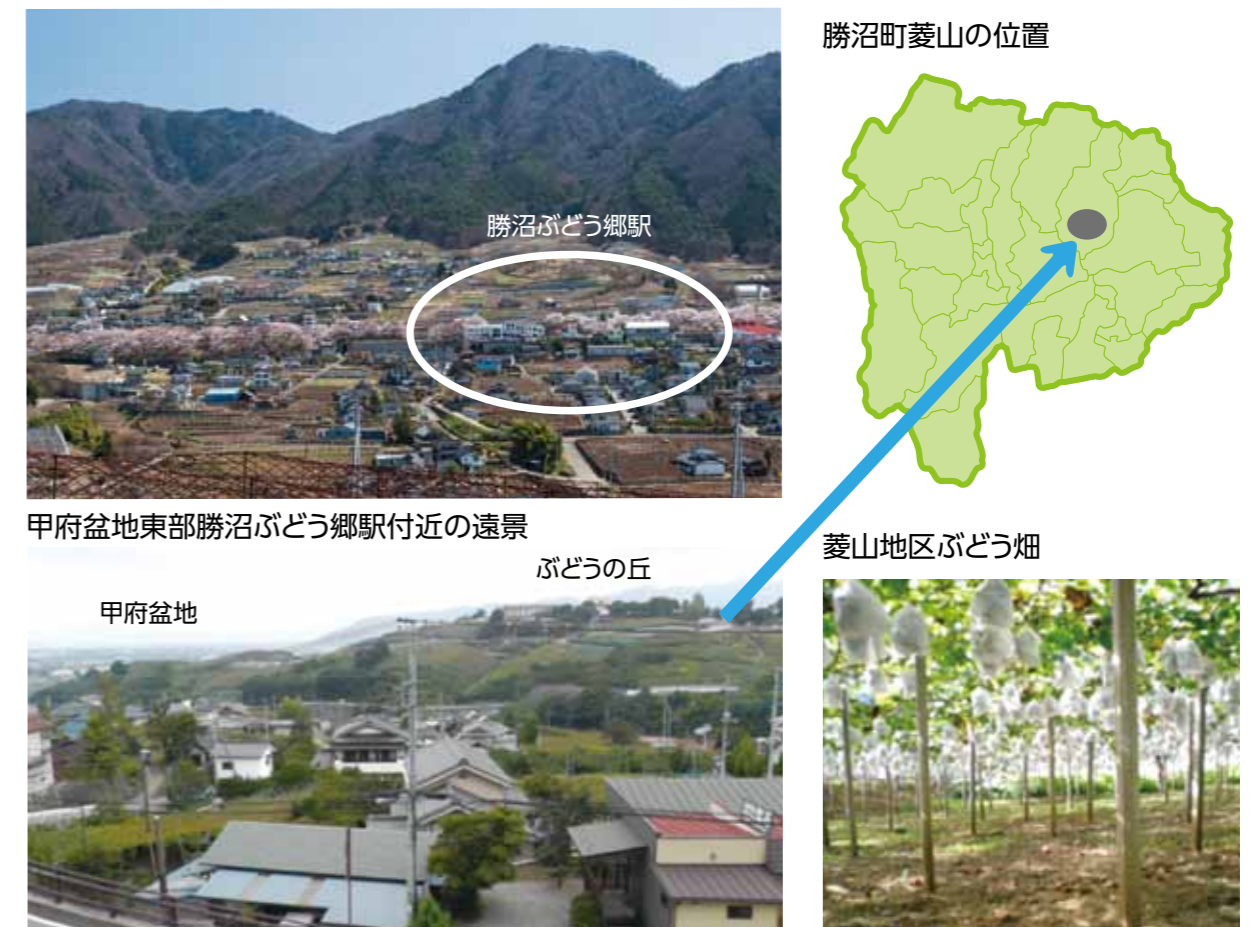 勝沼町菱山の位置
勝沼ぶどう郷駅
甲府盆地東部勝沼ぶどう郷駅付近の遠景
菱山地区ぶどう畑
ぶどうの丘
甲府盆地